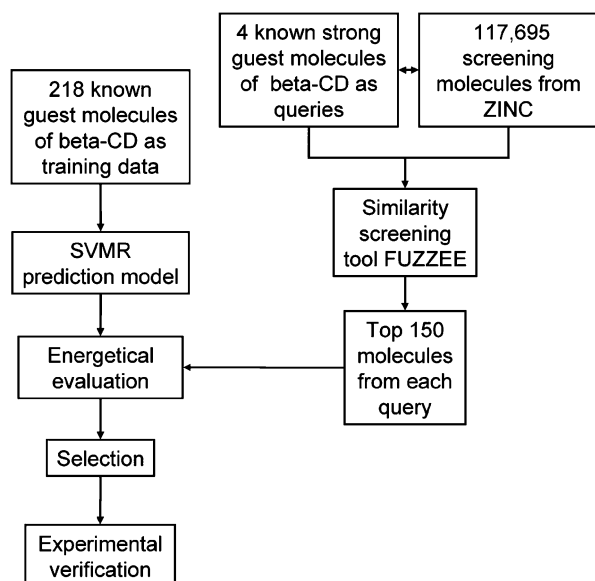 4 known strong
guest molecules
of beta-CD as
queries
117,695
screening
molecules from
ZINC
218 known
guest molecules
of beta-CD as
training data
Similarity
screening
tool FUZZEE
SVMR
prediction model
Top 150
molecules
from each
query
Energetical
evaluation
Selection
Experimental
verification